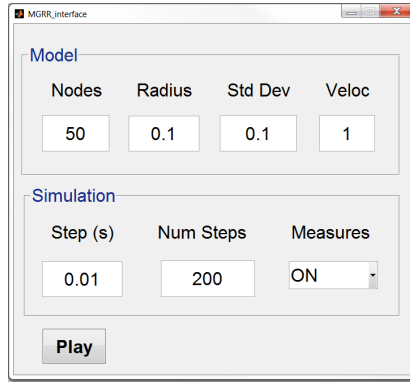 MGRR_interface
Model
Nodes Radius Std Dev Veloc
50 0.1 0.1 1
Simulation
Step (s) Num Steps Measures
0.01 200 ON
Play